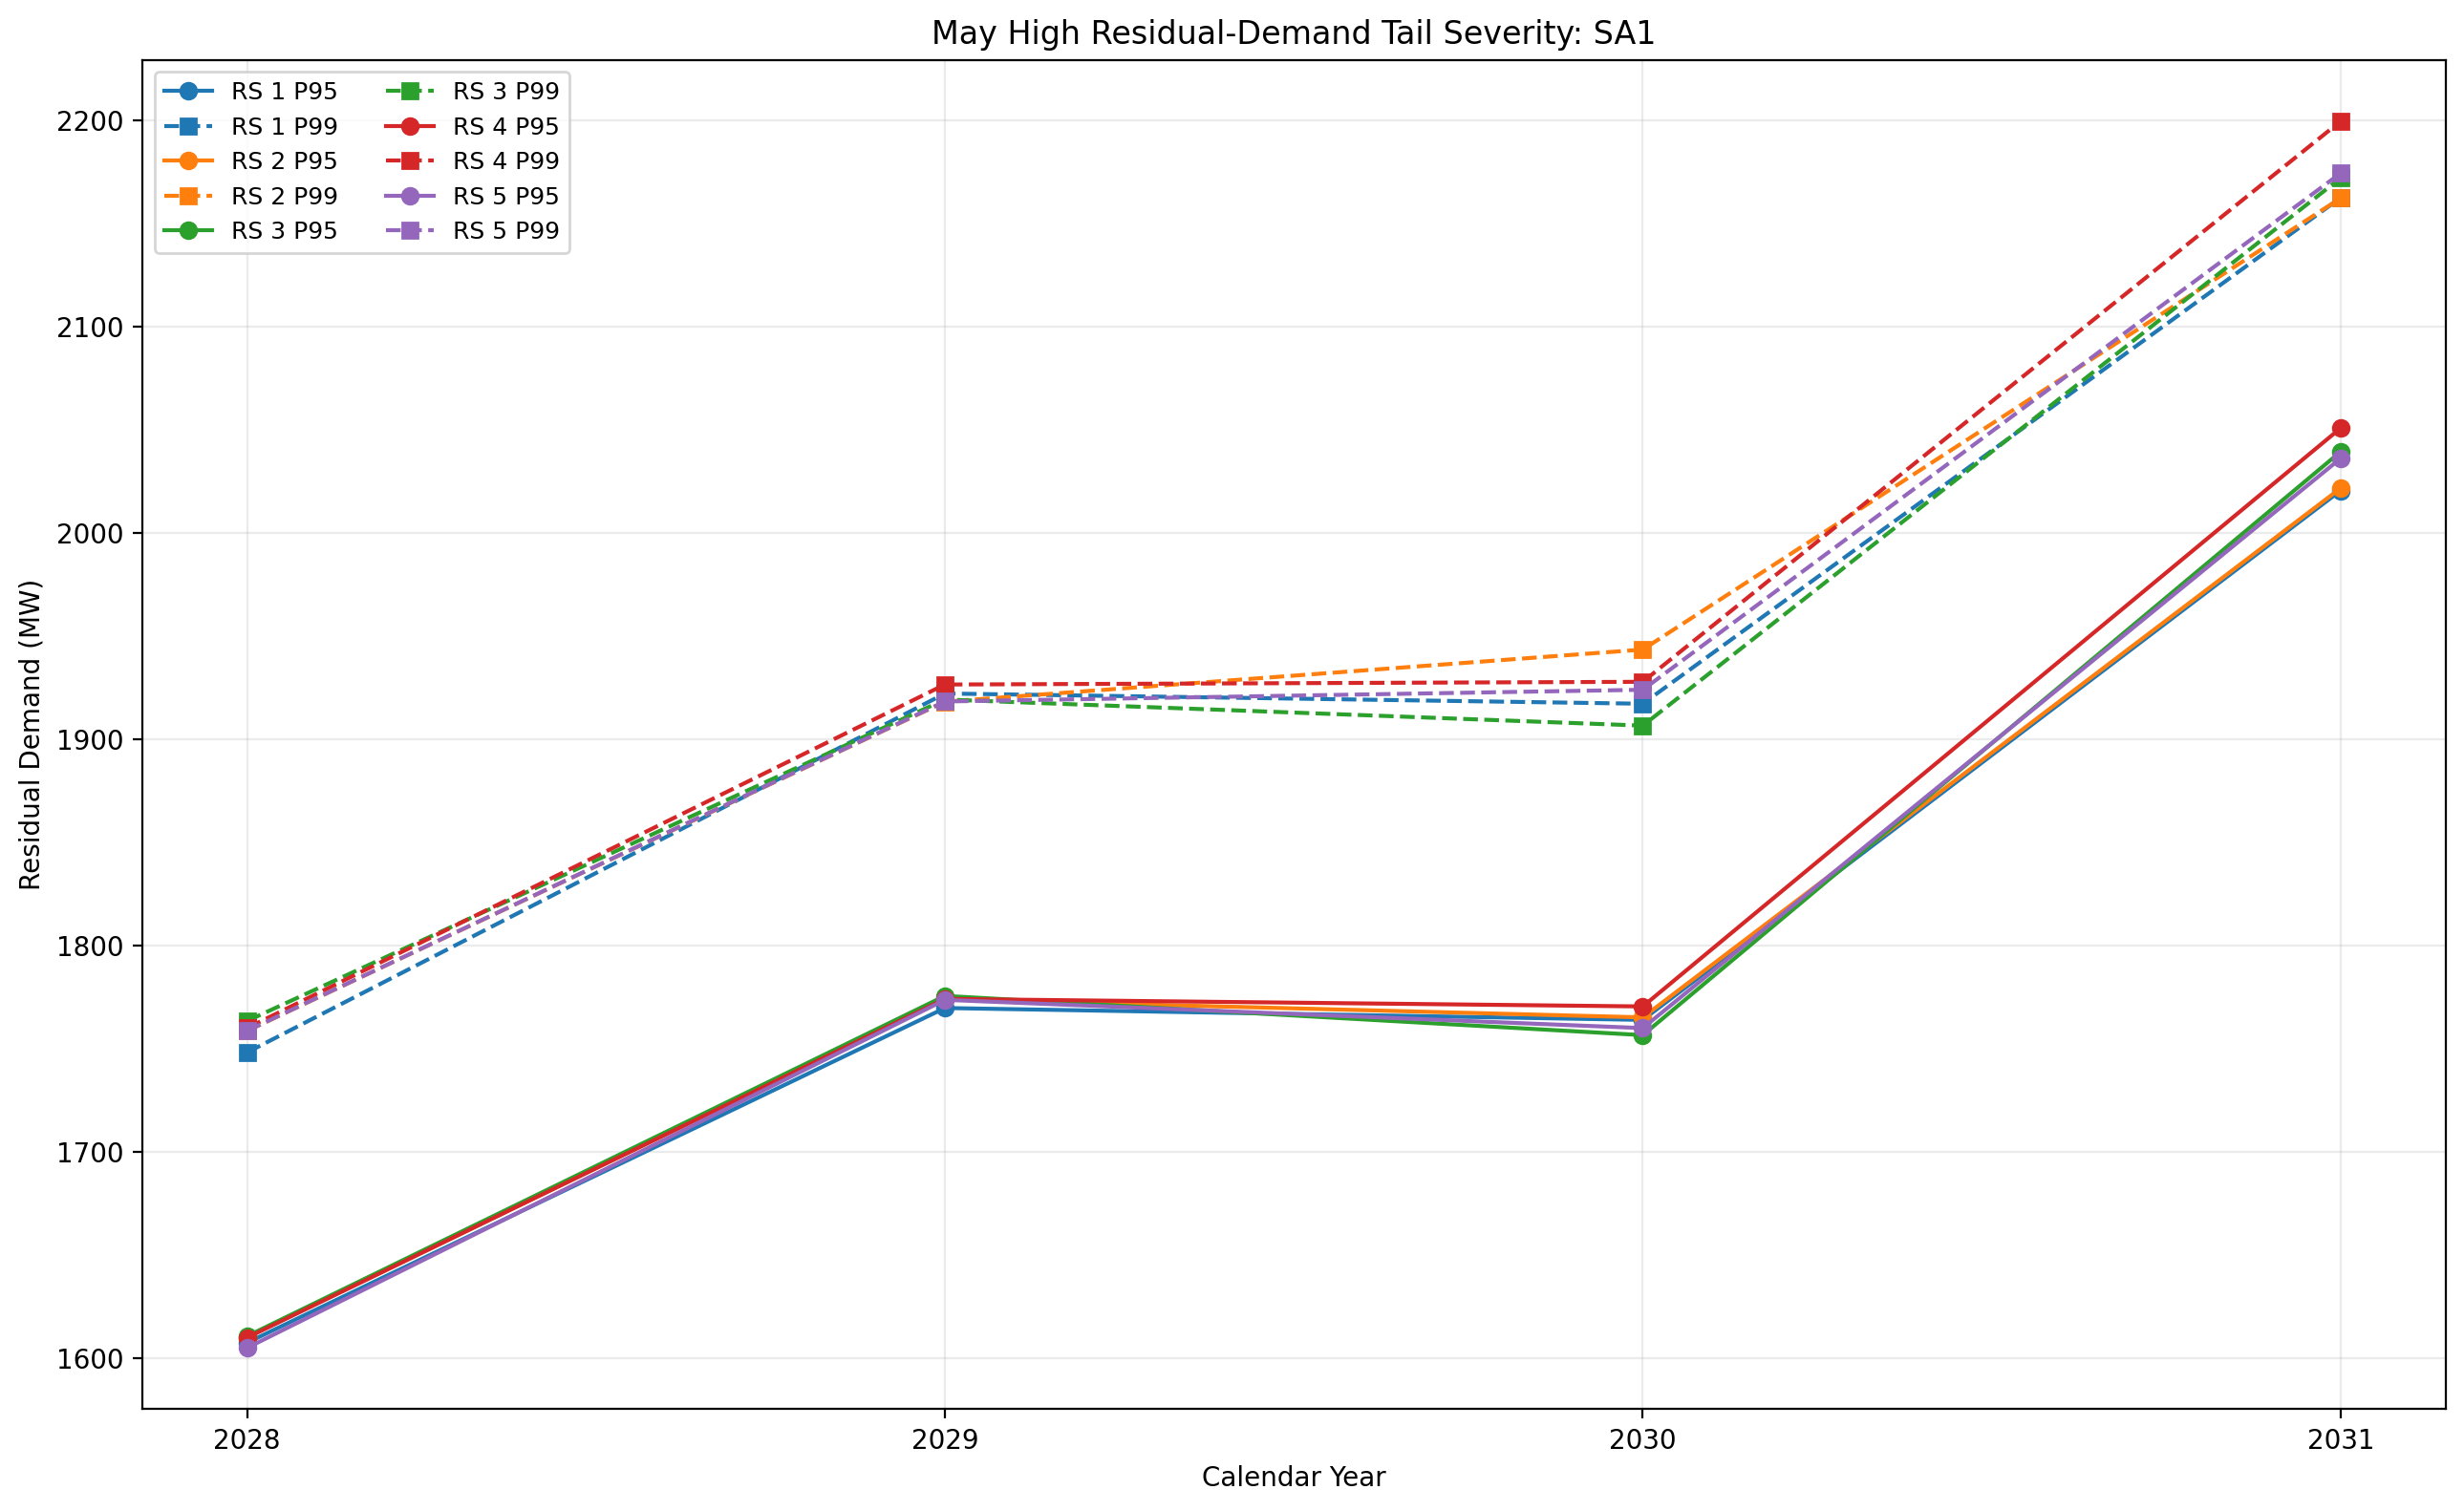 May High Residual-Demand Tail Severity: SA1
RS 1 P95
RS 1 P99
RS 2 P95
RS 2 P99
RS 3 P95
RS 3 P99
RS 4 P95
RS 4 P99
RS 5 P95
RS 5 P99
Residual Demand (MW)
2200
2100
2000
1900
1800
1700
1600
2028
2029
2030
2031
Calendar Year